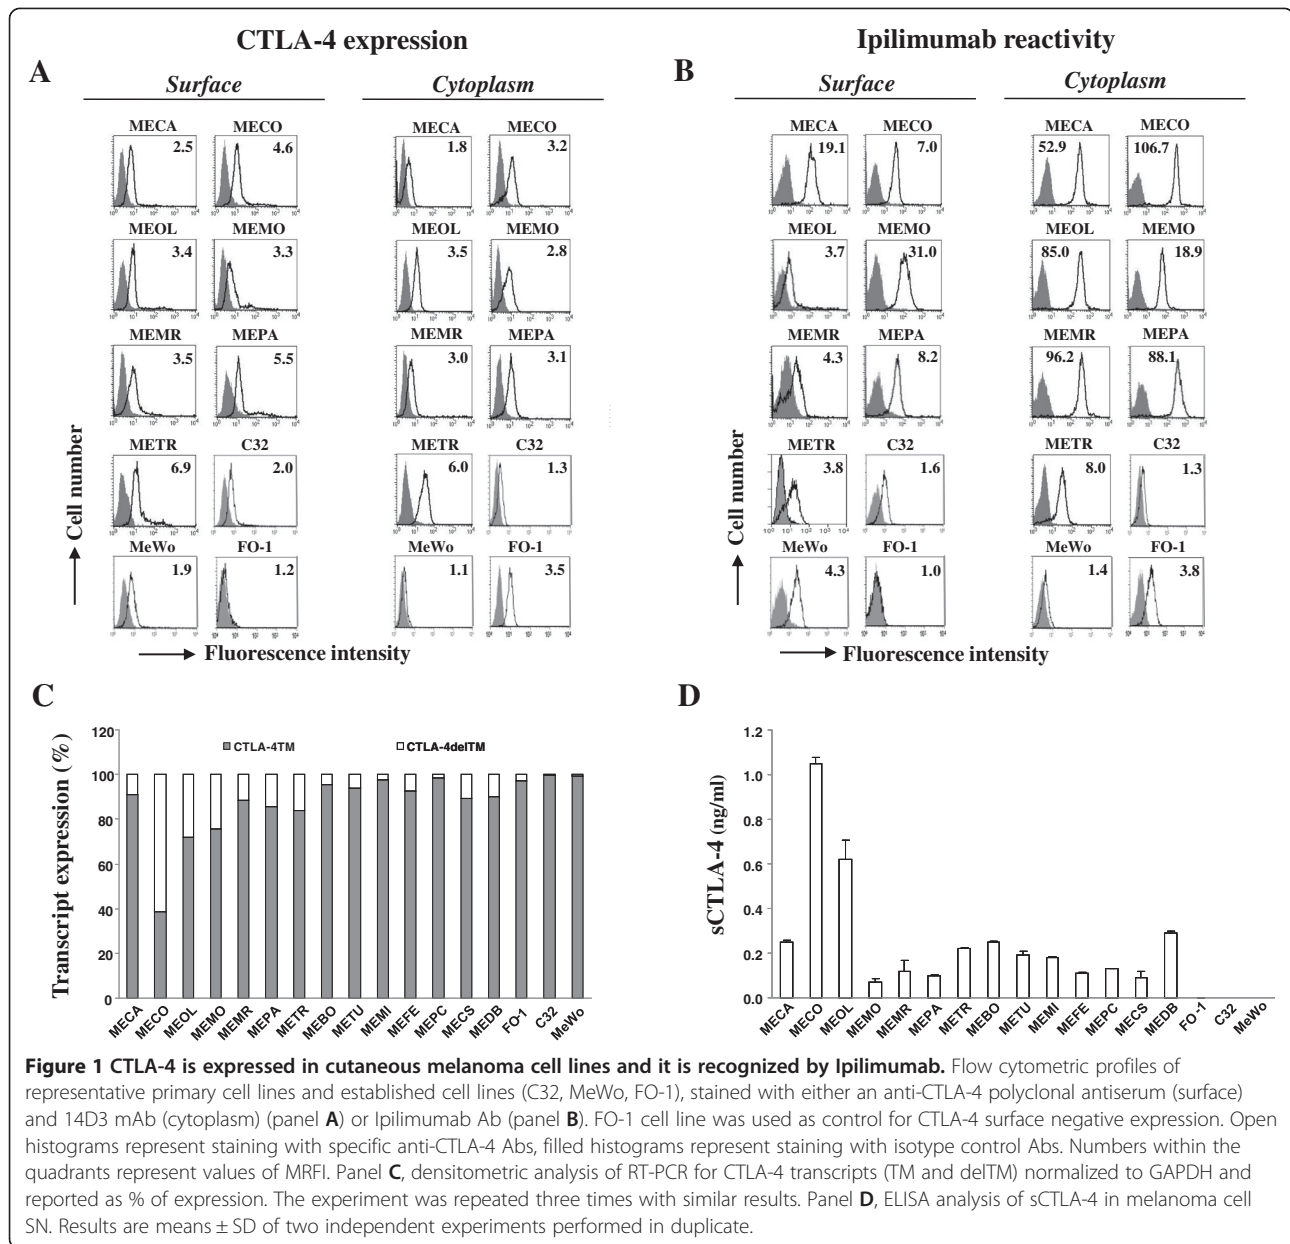 CTLA-4 expression
Ipilimumab reactivity
A
Surface
Cytoplasm
MECA 2.5
MECO 4.6
MECA 1.8
MECO 3.2
MEOL 3.4
MEMO 3.3
MEOL 3.5
MEMO 2.8
MEMR 3.5
MEPA 5.5
MEMR 3.0
MEPA 3.1
METR 6.9
C32 2.0
METR 6.0
C32 1.3
MeWo 1.9
FO-1 1.2
MeWo 1.1
FO-1 3.5
Cell number
Fluorescence intensity
B
Surface
Cytoplasm
MECA 19.1
MECO 7.0
MECA 52.9
MECO 106.7
MEOL 3.7
MEMO 31.0
MEOL 85.0
MEMO 18.9
MEMR 4.3
MEPA 8.2
MEMR 96.2
MEPA 88.1
METR 3.8
C32 1.6
METR 8.0
C32 1.3
MeWo 4.3
FO-1 1.0
MeWo 1.4
FO-1 3.8
Cell number
Fluorescence intensity
C
Transcript expression (%)
120
100
80
60
40
20
0
CTLA-4TM
CTLA-4delTM
MECA MECO MEOL MEMO MEMR MEPA METR MEBO METU MEMI MEFE MEPC MECS MEDB FO-1 C32 MeWo
D
sCTLA-4 (ng/ml)
1.2
1.0
0.8
0.6
0.4
0.2
0.0
MECA MECO MEOL MEMO MEMR MEPA METR MEBO METU MEMI MEFE MEPC MECS MEDB FO-1 C32 MeWo
Figure 1 CTLA-4 is expressed in cutaneous melanoma cell lines and it is recognized by Ipilimumab. Flow cytometric profiles of
representative primary cell lines and established cell lines (C32, MeWo, FO-1), stained with either an anti-CTLA-4 polyclonal antiserum (surface)
and 14D3 mAb (cytoplasm) (panel A) or Ipilimumab Ab (panel B). FO-1 cell line was used as control for CTLA-4 surface negative expression. Open
histograms represent staining with specific anti-CTLA-4 Abs, filled histograms represent staining with isotype control Abs. Numbers within the
quadrants represent values of MRFI. Panel C, densitometric analysis of RT-PCR for CTLA-4 transcripts (TM and delTM) normalized to GAPDH and
reported as % of expression. The experiment was repeated three times with similar results. Panel D, ELISA analysis of sCTLA-4 in melanoma cell
SN. Results are means ± SD of two independent experiments performed in duplicate.